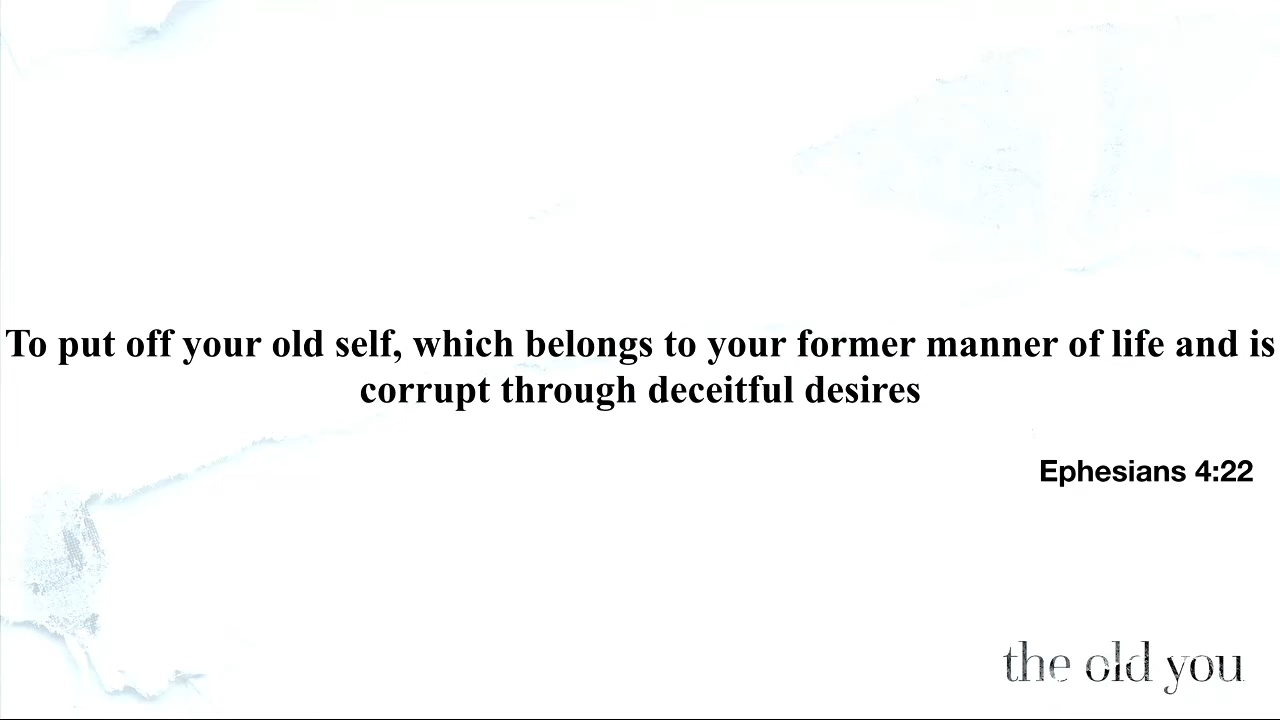 To put off your old self, which belongs to your former manner of life and is
corrupt through deceitful desires
Ephesians 4:22
the old you